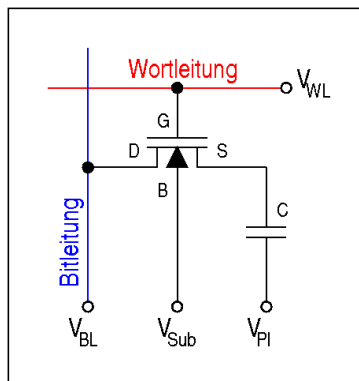 Wortleitung
V_WL
G
D
S
B
C
Bitleitung
V_BL
V_Sub
V_Pl